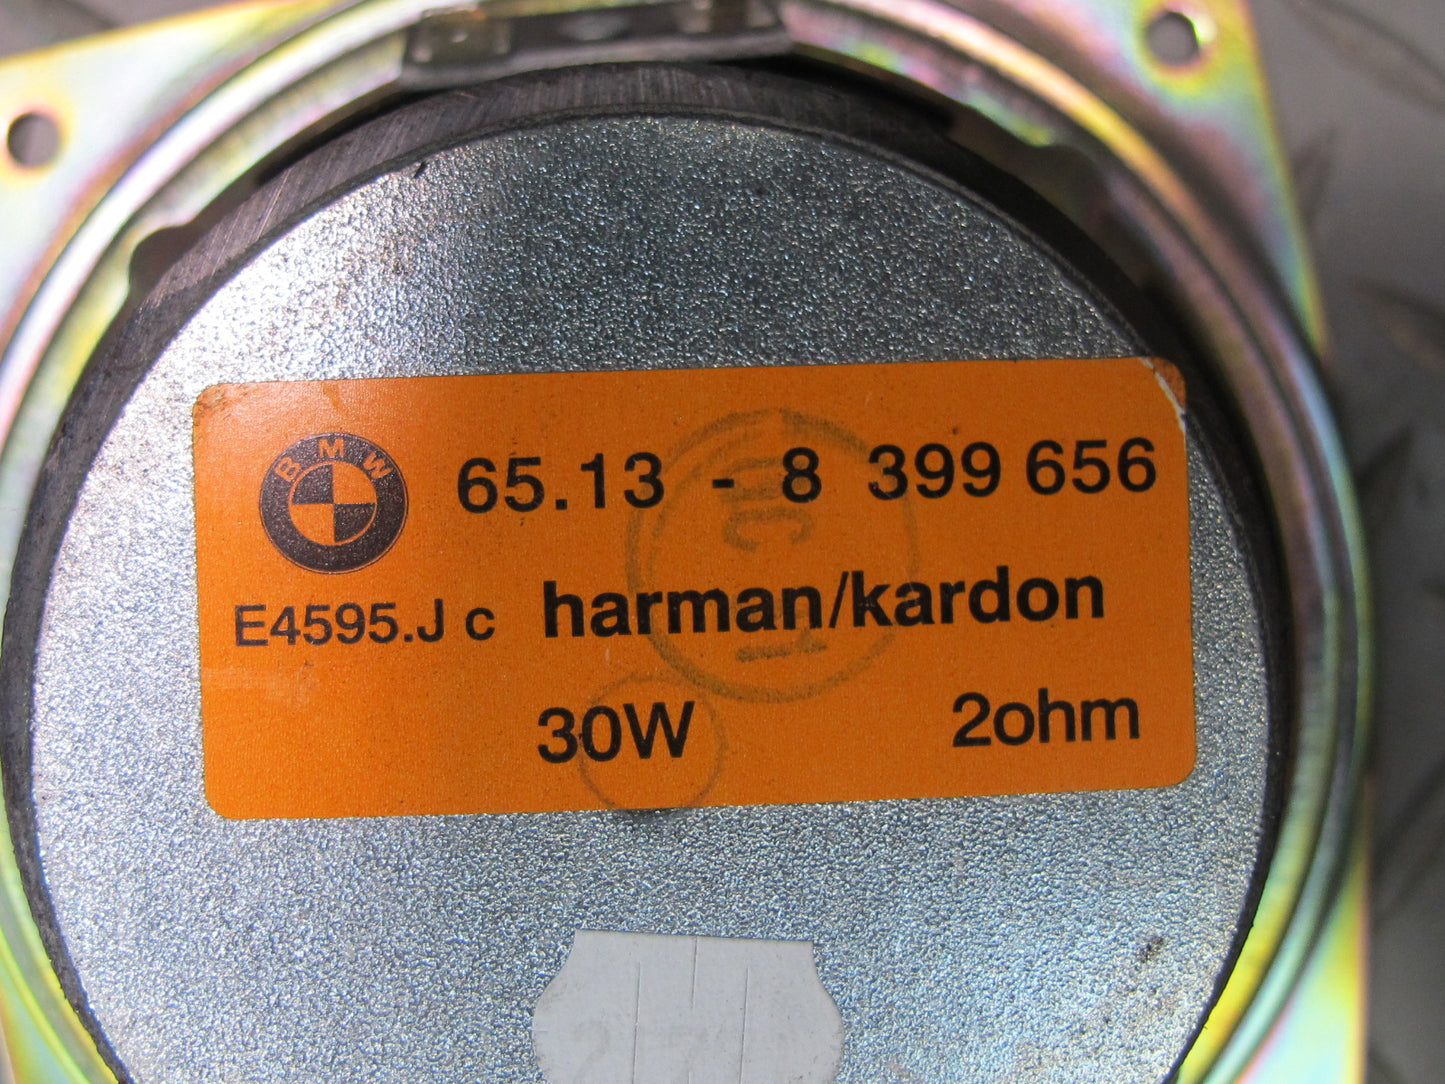 BMW
65.13 - 8 399 656
E4595.J c harman/kardon
30W 2ohm